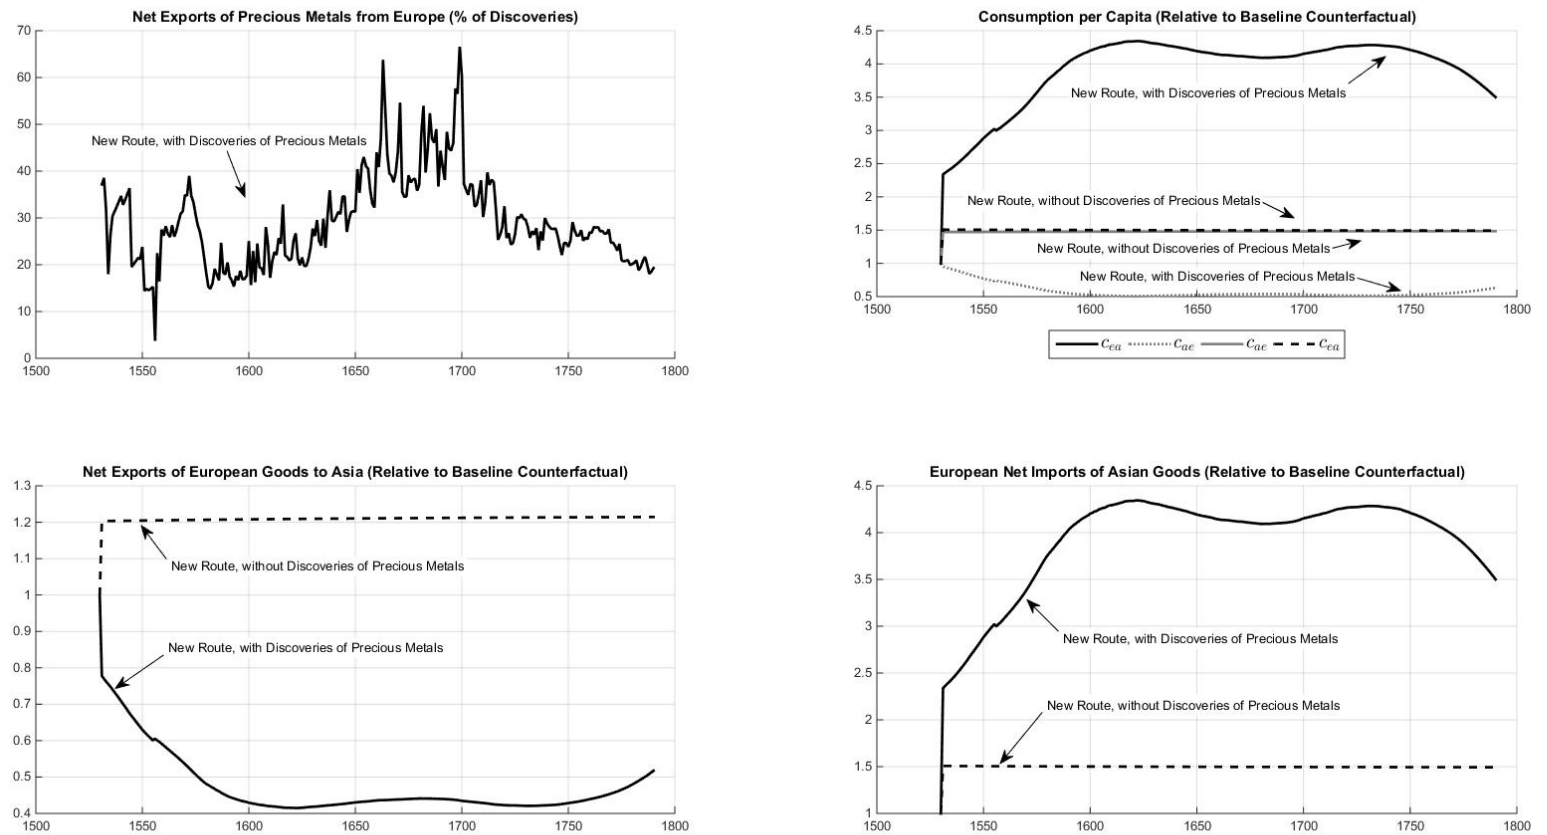 Net Exports of Precious Metals from Europe (% of Discoveries)
70
60
50
40
30
20
10
0
1500 1550 1600 1650 1700 1750 1800
New Route, with Discoveries of Precious Metals
Consumption per Capita (Relative to Baseline Counterfactual)
4.5
4
3.5
3
2.5
2
1.5
1
0.5
1500 1550 1600 1650 1700 1750 1800
New Route, with Discoveries of Precious Metals
New Route, without Discoveries of Precious Metals
New Route, without Discoveries of Precious Metals
New Route, with Discoveries of Precious Metals
c_ea c_ae c_ae c_ea
Net Exports of European Goods to Asia (Relative to Baseline Counterfactual)
1.3
1.2
1.1
1
0.9
0.8
0.7
0.6
0.5
0.4
1500 1550 1600 1650 1700 1750 1800
New Route, without Discoveries of Precious Metals
New Route, with Discoveries of Precious Metals
European Net Imports of Asian Goods (Relative to Baseline Counterfactual)
4.5
4
3.5
3
2.5
2
1.5
1
1500 1550 1600 1650 1700 1750 1800
New Route, with Discoveries of Precious Metals
New Route, without Discoveries of Precious Metals